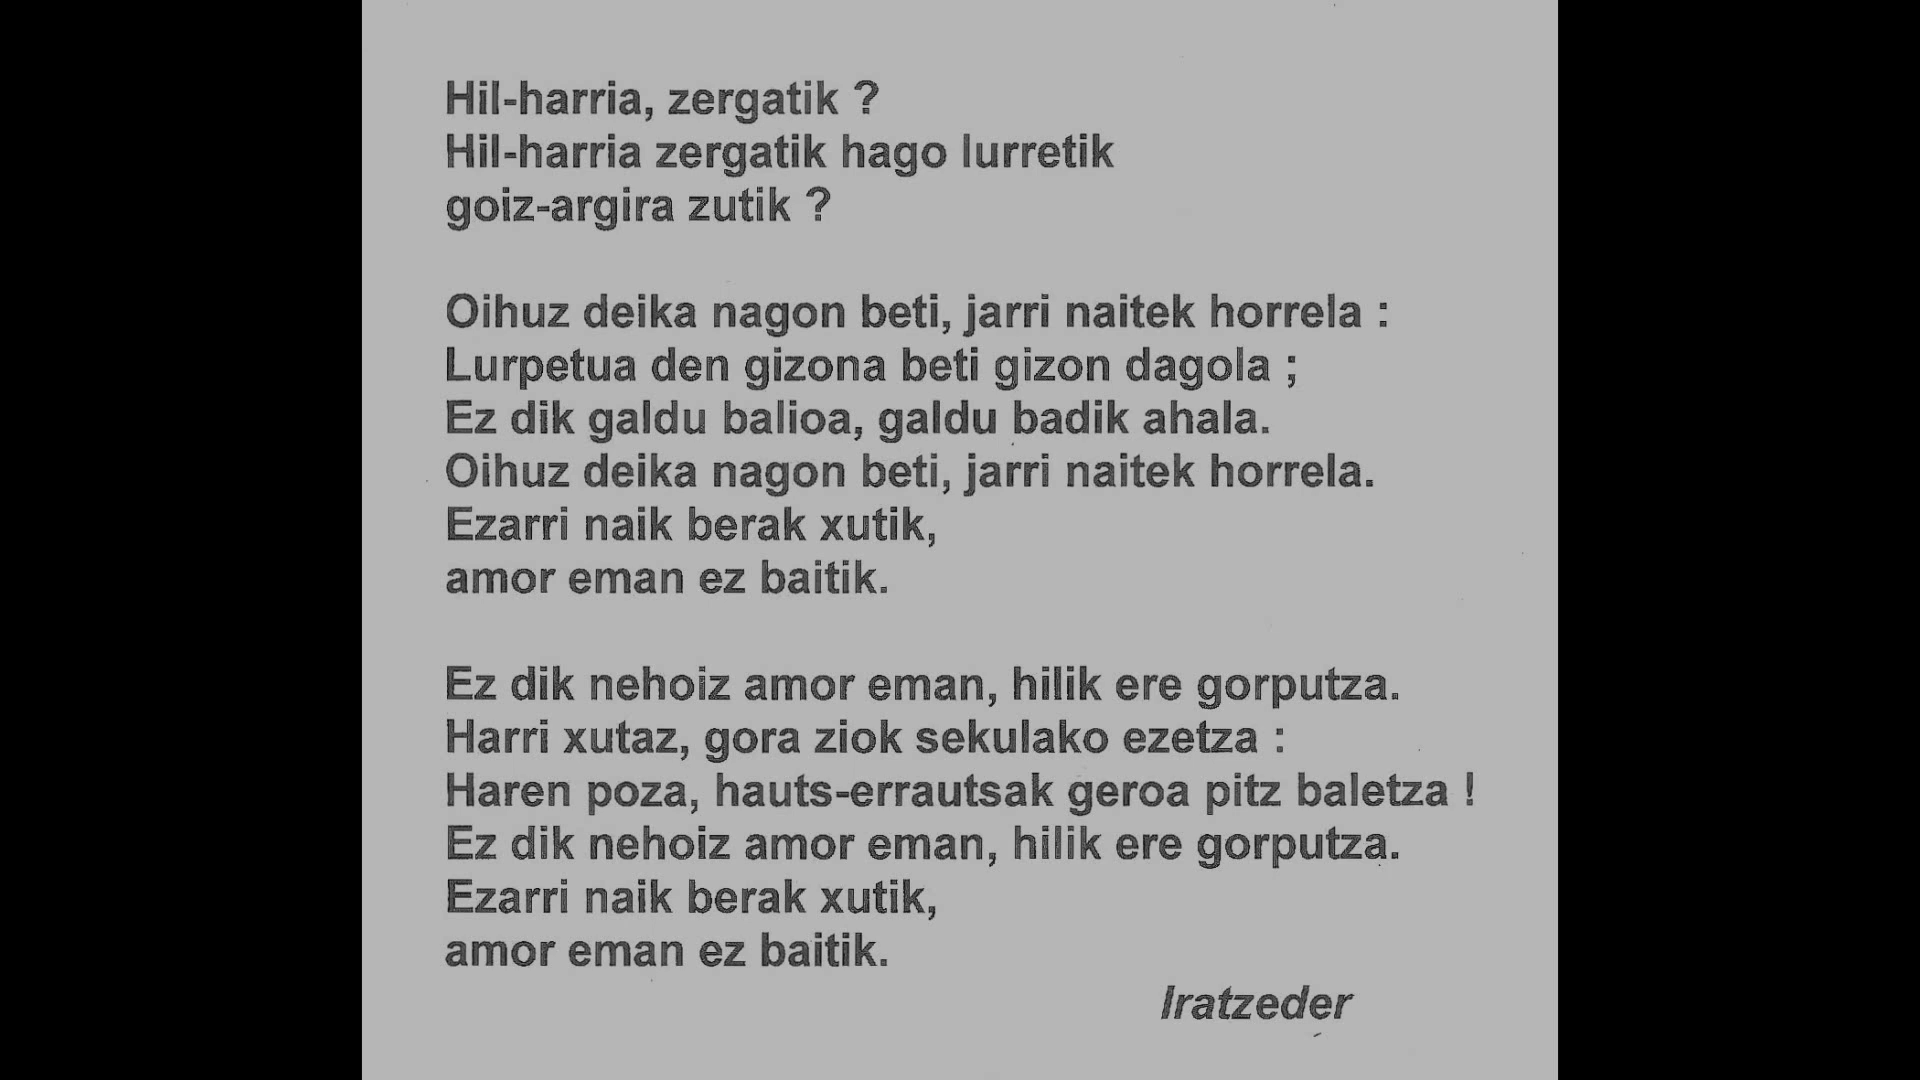 Hil-harria, zergatik ?
Hil-harria zergatik hago lurretik
goiz-argira zutik ?
Oihuz deika nagon beti, jarri naitek horrela :
Lurpetua den gizona beti gizon dagola ;
Ez dik galdu balioa, galdu badik ahala.
Oihuz deika nagon beti, jarri naitek horrela.
Ezarri naik berak xutik,
amor eman ez baitik.
Ez dik nehoiz amor eman, hilik ere gorputza.
Harri xutaz, gora ziok sekulako ezetza :
Haren poza, hauts-errautsak geroa pitz baletza !
Ez dik nehoiz amor eman, hilik ere gorputza.
Ezarri naik berak xutik,
amor eman ez baitik.
Iratzeder